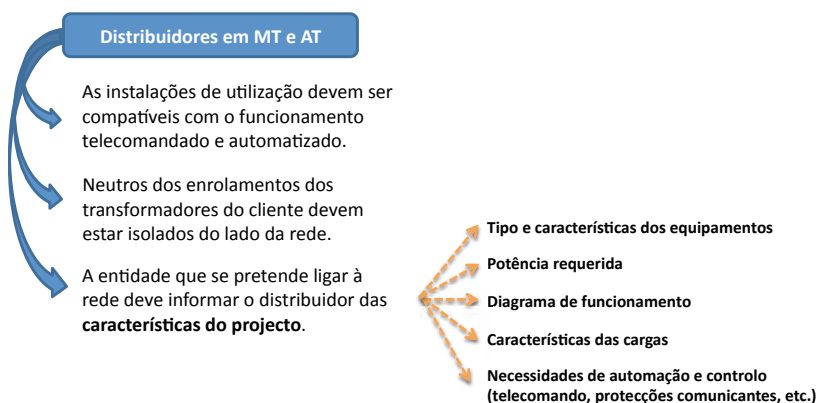 Distribuidores em MT e AT
As instalações de utilização devem ser
compatíveis com o funcionamento
telecomandado e automatizado.
Neutros dos enrolamentos dos
transformadores do cliente devem
estar isolados do lado da rede.
A entidade que se pretende ligar à
rede deve informar o distribuidor das
características do projecto.
Tipo e características dos equipamentos
Potência requerida
Diagrama de funcionamento
Características das cargas
Necessidades de automação e controlo
(telecomando, protecções comunicantes, etc.)